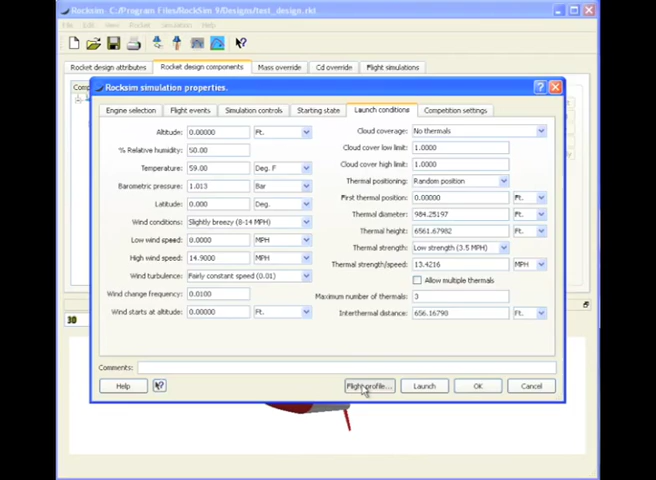 Rocksim - C:/Program Files/RockSim 9/Designs/test_design.rkt
File Edit View Rocket Simulation Help
Rocket design attributes Rocket design components Mass override Cd override Flight simulations
Rocksim simulation properties.
Engine selection Flight events Simulation controls Starting state Launch conditions Competition settings
Altitude: 0.00000 Ft.
% Relative humidity: 50.00
Temperature: 59.00 Deg. F
Barometric pressure: 1.013 Bar
Latitude: 0.000 Deg.
Wind conditions: Slightly breezy (8-14 MPH)
Low wind speed: 0.0000 MPH
High wind speed: 14.9000 MPH
Wind turbulence: Fairly constant speed (0.01)
Wind change frequency: 0.0100
Wind starts at altitude: 0.00000 Ft.
Cloud coverage: No thermals
Cloud cover low limit: 1.0000
Cloud cover high limit: 1.0000
Thermal positioning: Random position
First thermal position: 0.00000 Ft.
Thermal diameter: 984.25197 Ft.
Thermal height: 6561.67982 Ft.
Thermal strength: Low strength (3.5 MPH)
Thermal strength/speed: 13.4216 MPH
Allow multiple thermals
Maximum number of thermals: 3
Interthermal distance: 656.16798 Ft.
Comments:
Help Flight profile... Launch OK Cancel